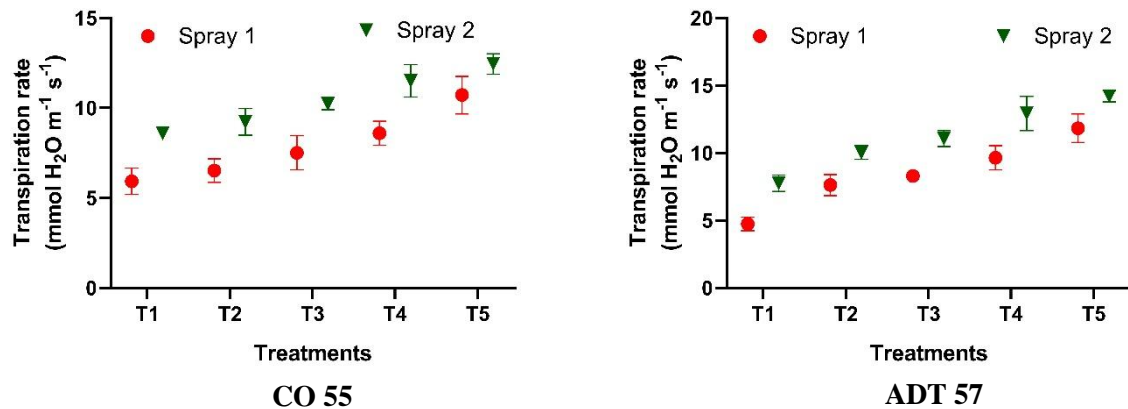 Transpiration rate
(mmol H₂O m⁻¹ s⁻¹)
15
10
5
0
Spray 1
Spray 2
T1 T2 T3 T4 T5
Treatments
CO 55
Transpiration rate
(mmol H₂O m⁻¹ s⁻¹)
20
15
10
5
0
Spray 1
Spray 2
T1 T2 T3 T4 T5
Treatments
ADT 57